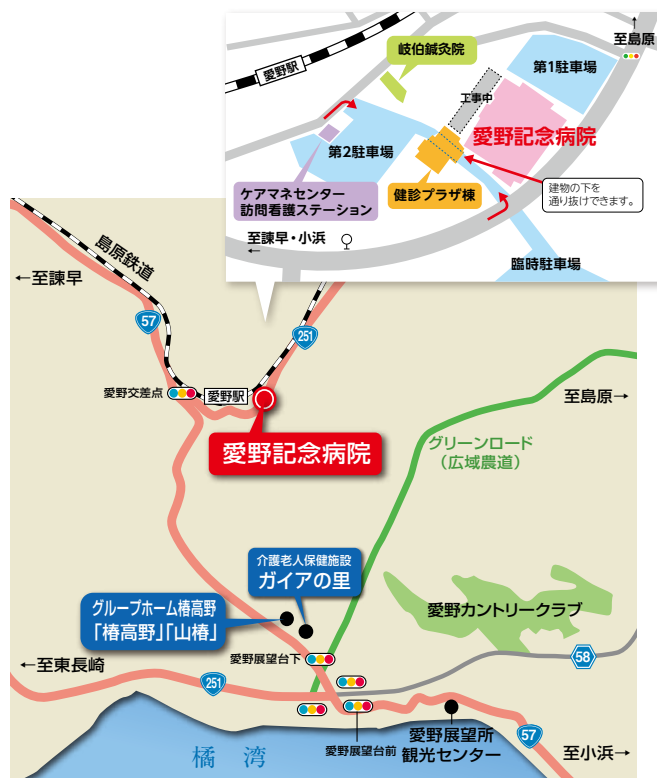 至島原
愛野駅
岐伯鍼灸院
第1駐車場
工事中
愛野記念病院
第2駐車場
ケアマネセンター
訪問看護ステーション
健診プラザ棟
建物の下を
通り抜けできます。
至諫早・小浜
臨時駐車場
島原鉄道
至諫早
57
251
愛野交差点
愛野駅
至島原
愛野記念病院
グリーンロード
（広域農道）
介護老人保健施設
ガイアの里
グループホーム椿高野
「椿高野」「山椿」
愛野カントリークラブ
愛野展望台下
58
至東長崎
251
愛野展望台前
愛野展望所
観光センター
57
橘湾
至小浜